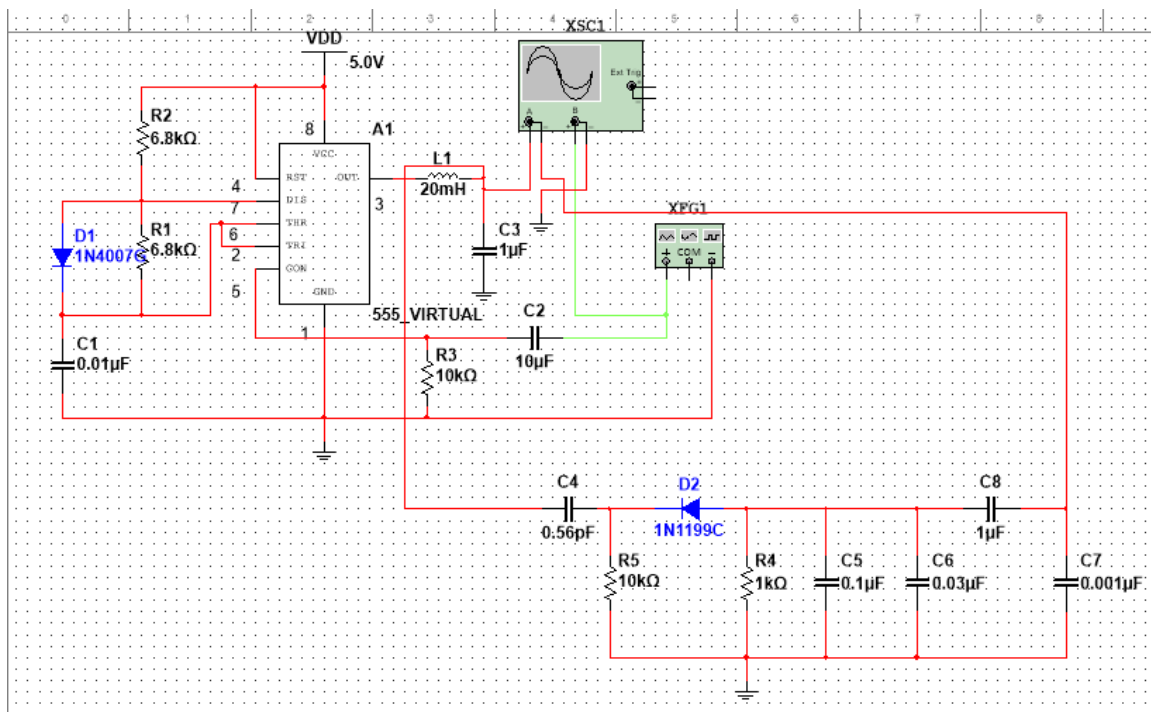 0 1 2 3 4 5 6 7 8
XSC1
VDD
5.0V
Ext Trig
+
A B
R2
6.8kΩ
8
A1
VCC
L1
20mH
4
RST OUT
3
7
DIS
XFG1
R1
6.8kΩ
THR
6
TRI
2
D1
1N4007G
C3
1µF
COM
CON
5
GND
555_VIRTUAL
1
C2
10µF
C1
0.01µF
R3
10kΩ
C4
0.56pF
D2
1N1199C
C8
1µF
R5
10kΩ
R4
1kΩ
C5
0.1µF
C6
0.03µF
C7
0.001µF